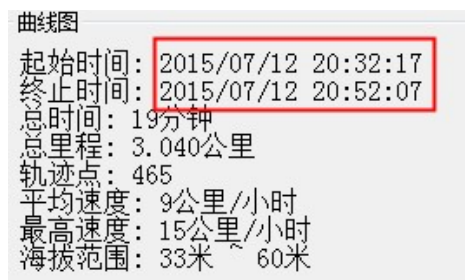 曲线图
起始时间: 2015/07/12 20:32:17
终止时间: 2015/07/12 20:52:07
总时间: 19分钟
总里程: 3.040公里
轨迹点: 465
平均速度: 9公里/小时
最高速度: 15公里/小时
海拔范围: 33米 ~ 60米